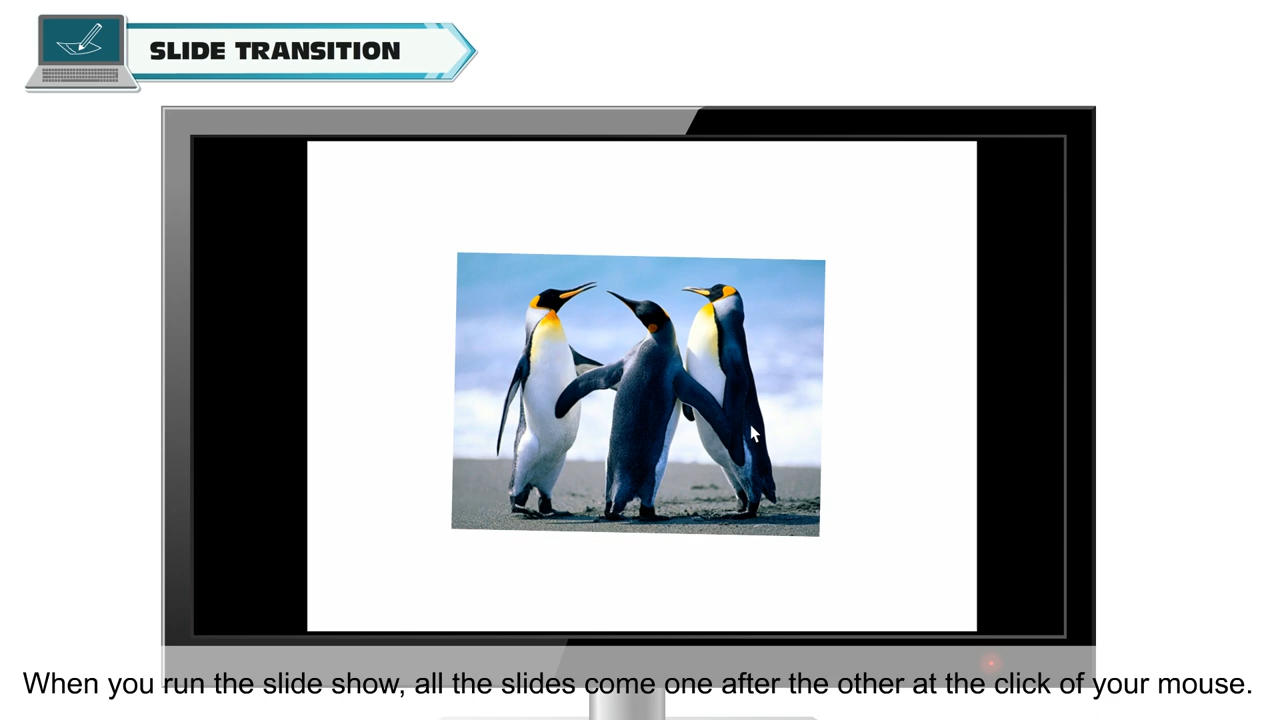 SLIDE TRANSITION
When you run the slide show, all the slides come one after the other at the click of your mouse.